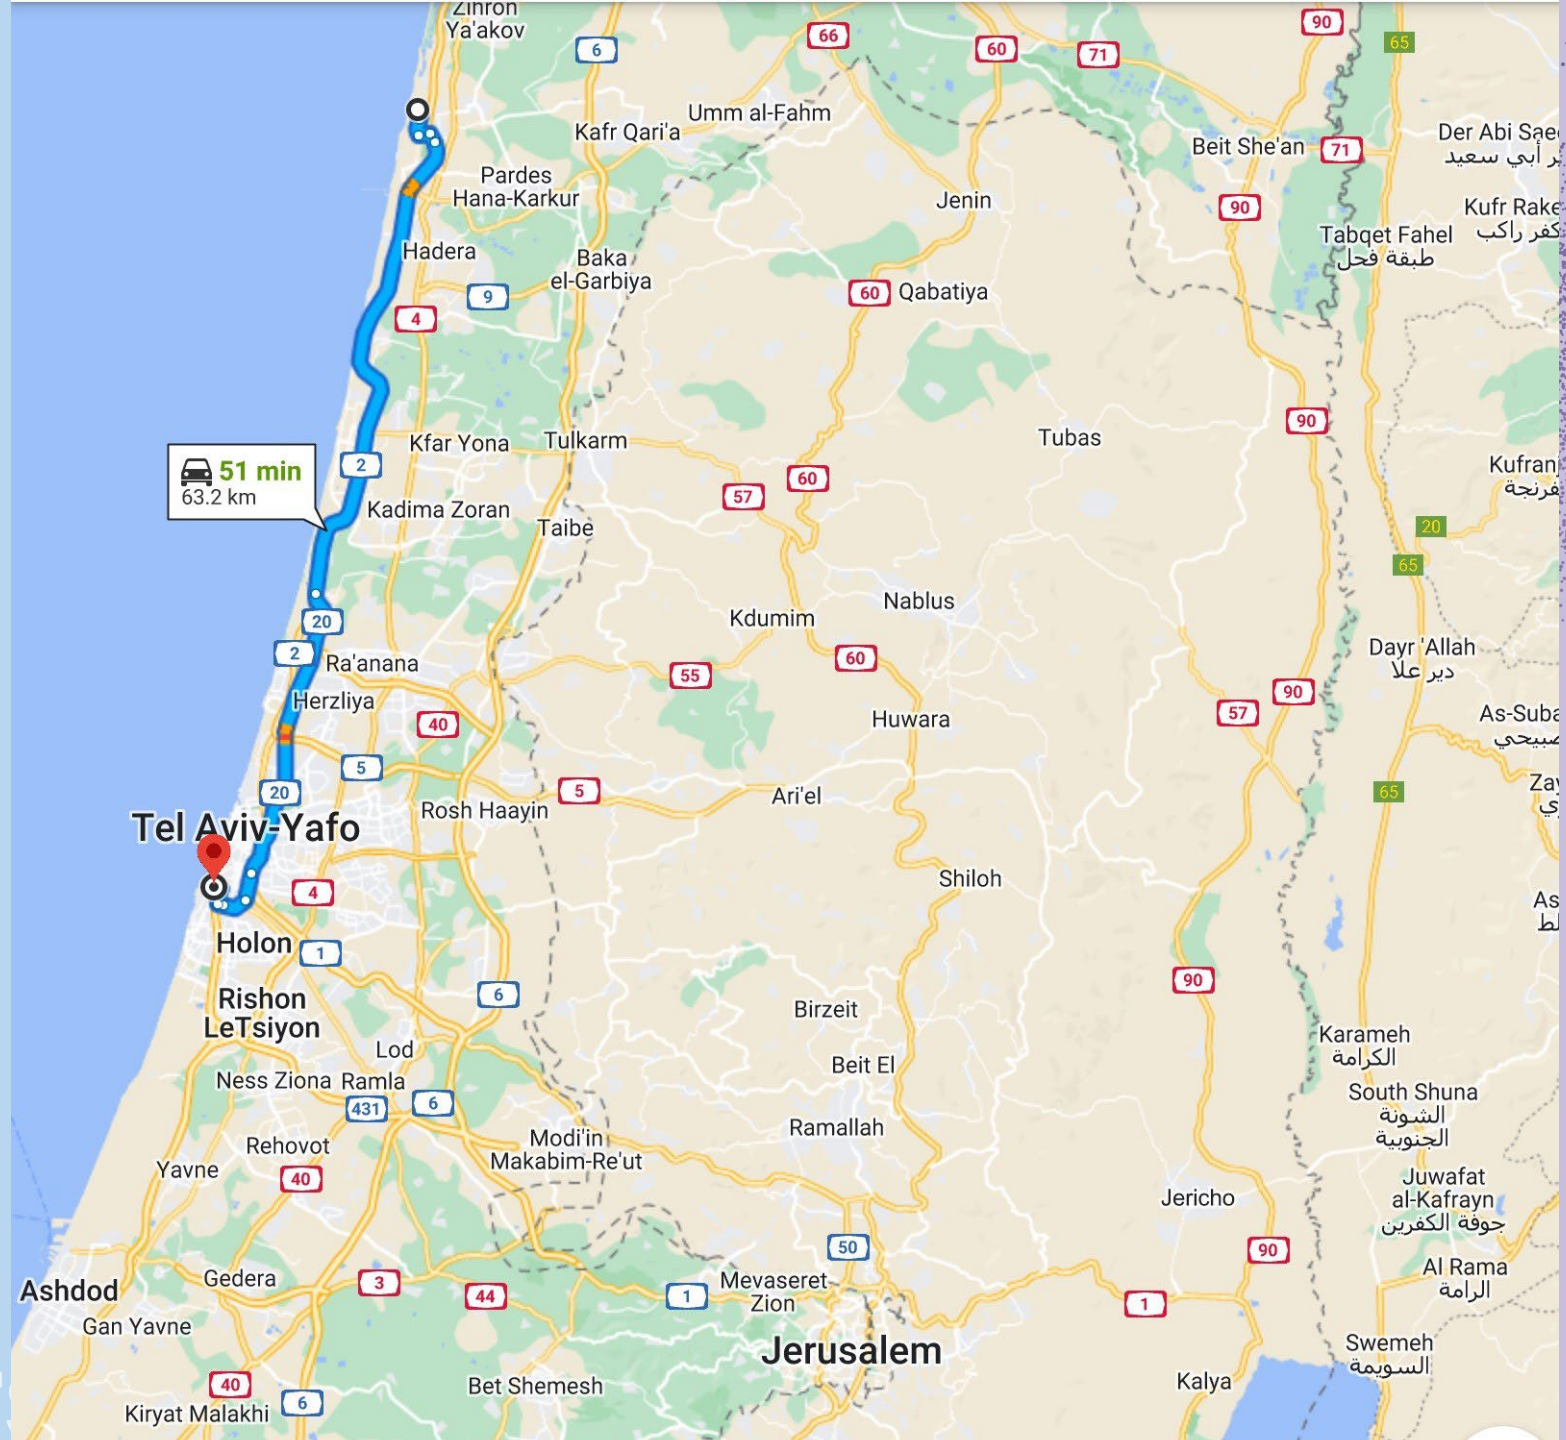 Zihron
Ya'akov
6
66
60
71
90
65
Umm al-Fahm
Kafr Qari'a
Beit She'an
71
Der Abi Sae
Pardes
Hana-Karkur
Jenin
90
Kufr Rake
كفر راكب
Tabqet Fahel
طبقة فحل
Hadera
Baka
el-Garbiya
9
4
60
Qabatiya
90
Kfar Yona
Tulkarm
Tubas
51 min
63.2 km
2
60
57
Kufran
Kadima Zoran
Taibe
20
65
Nablus
Kdumim
20
2
Ra'anana
60
55
Dayr 'Allah
دير علا
Herzliya
40
90
57
Huwara
As-Suba
5
20
5
Ari'el
Rosh Haayin
65
Zay
Tel Aviv-Yafo
4
Shiloh
As
Holon
1
6
90
Rishon
LeTsiyon
Birzeit
Karameh
الكرامة
Lod
Beit El
Ness Ziona
Ramla
431
6
South Shuna
الشونة
الجنوبية
Ramallah
Rehovot
Modi'in
Makabim-Re'ut
Yavne
40
Jericho
Juwafat
al-Kafrayn
جوفة الكفرين
50
90
Al Rama
الرامة
Ashdod
Gedera
3
44
1
Mevaseret
Zion
1
Gan Yavne
Jerusalem
Swemeh
السويمة
40
6
Bet Shemesh
Kalya
Kiryat Malakhi